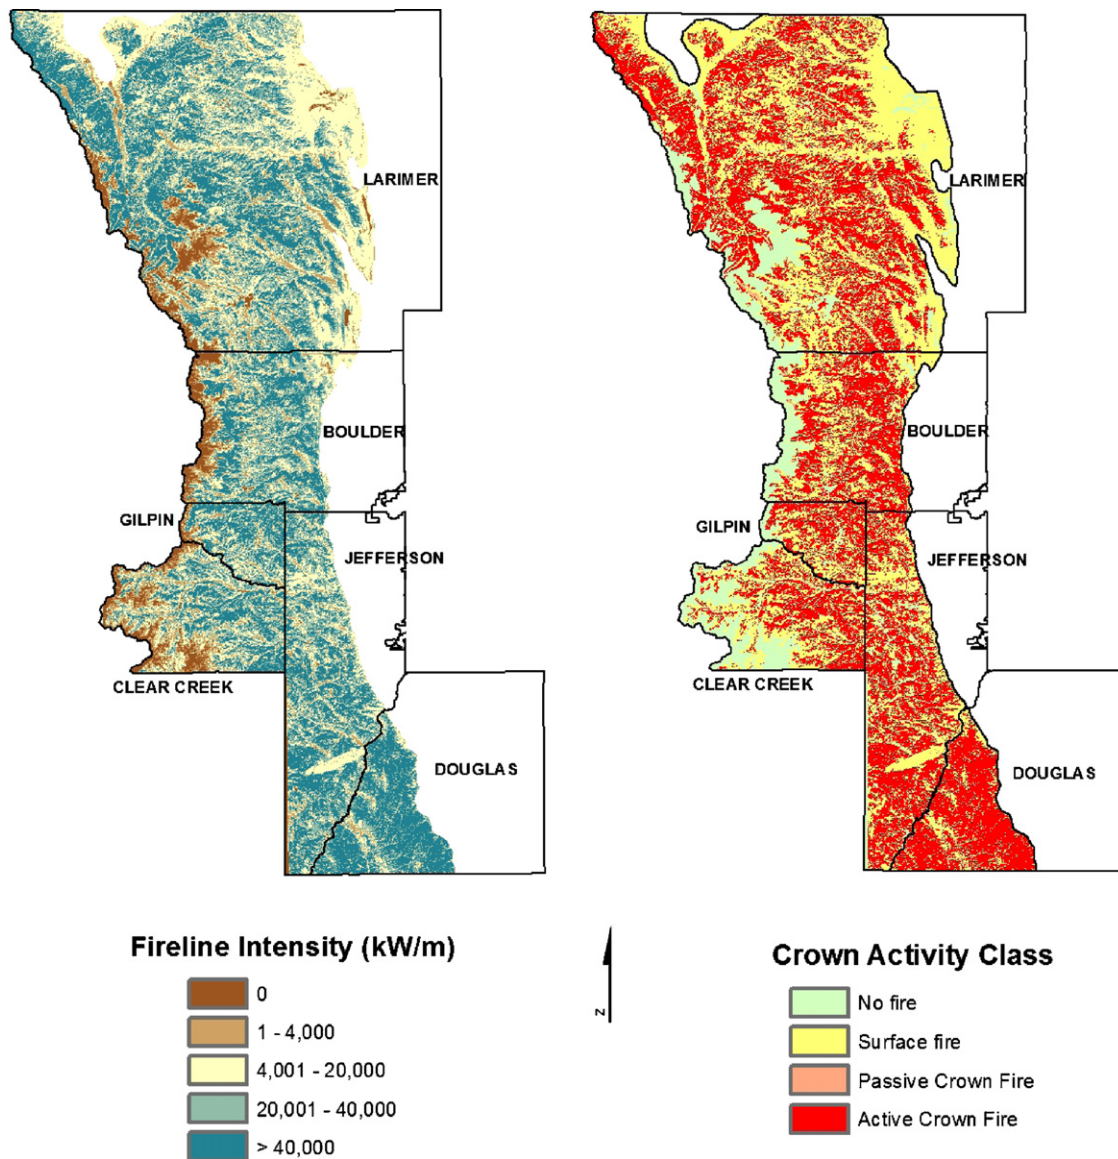 LARIMER
BOULDER
GILPIN
JEFFERSON
CLEAR CREEK
DOUGLAS
LARIMER
BOULDER
GILPIN
JEFFERSON
CLEAR CREEK
DOUGLAS
Fireline Intensity (kW/m)
0
1 - 4,000
4,001 - 20,000
20,001 - 40,000
> 40,000
N
Crown Activity Class
No fire
Surface fire
Passive Crown Fire
Active Crown Fire